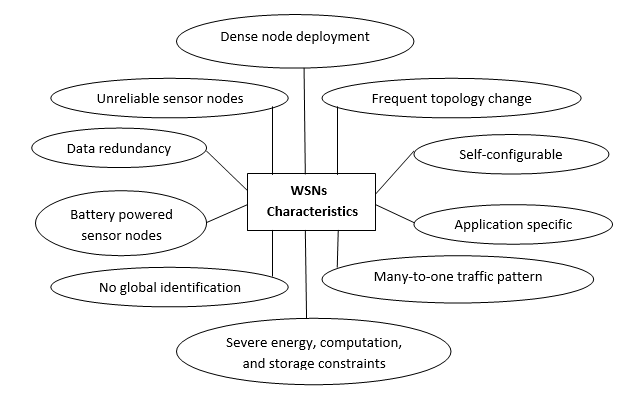 Dense node deployment
Unreliable sensor nodes
Frequent topology change
Data redundancy
Self-configurable
WSNs
Characteristics
Battery powered
sensor nodes
Application specific
No global identification
Many-to-one traffic pattern
Severe energy, computation,
and storage constraints